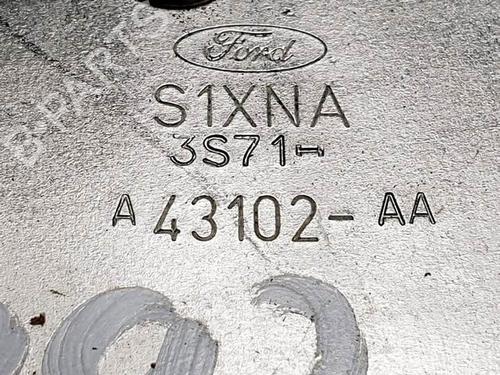 Ford
S1XNA
3S71-
A 43102- AA
B-PARTS